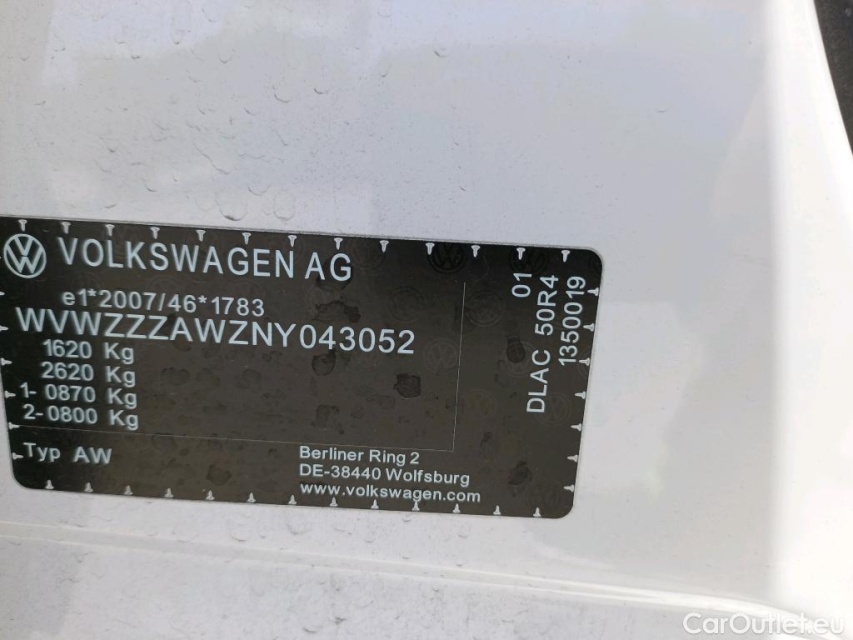 VOLKSWAGEN AG
e1*2007/46*1783
WVWZZZAWZNY043052
1620 Kg
2620 Kg
1- 0870 Kg
2- 0800 Kg
Typ AW
Berliner Ring 2
DE-38440 Wolfsburg
www.volkswagen.com
01
DLAC 50R4
1350019
CarOutlet.eu